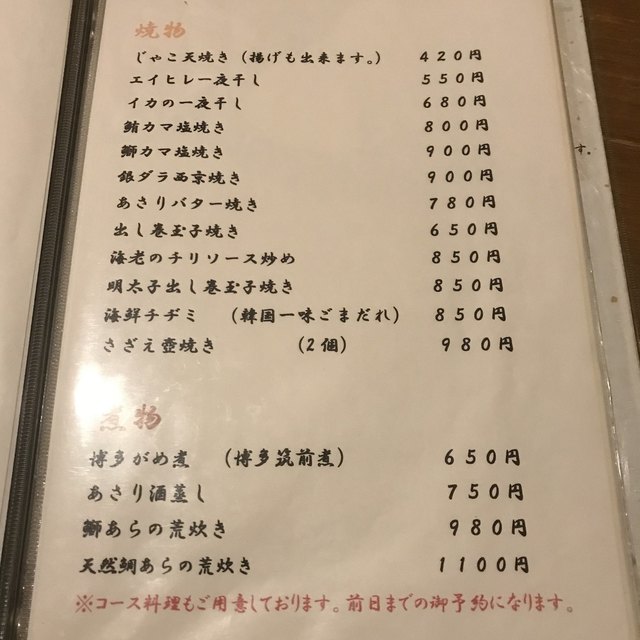 焼物
じゃこ天焼き（揚げも出来ます。） 420円
エイヒレ一夜干し 550円
イカの一夜干し 680円
鮪カマ塩焼き 800円
鰤カマ塩焼き 900円
銀ダラ西京焼き 900円
あさりバター焼き 780円
出し巻玉子焼き 650円
海老のチリソース炒め 850円
明太子出し巻玉子焼き 850円
海鮮チヂミ （韓国一味ごまだれ） 850円
さざえ壺焼き （2個） 980円
煮物
博多がめ煮 （博多筑前煮） 650円
あさり酒蒸し 750円
鰤あらの荒炊き 980円
天然鯛あらの荒炊き 1100円
※コース料理もご用意しております。前日までの御予約になります。
す。